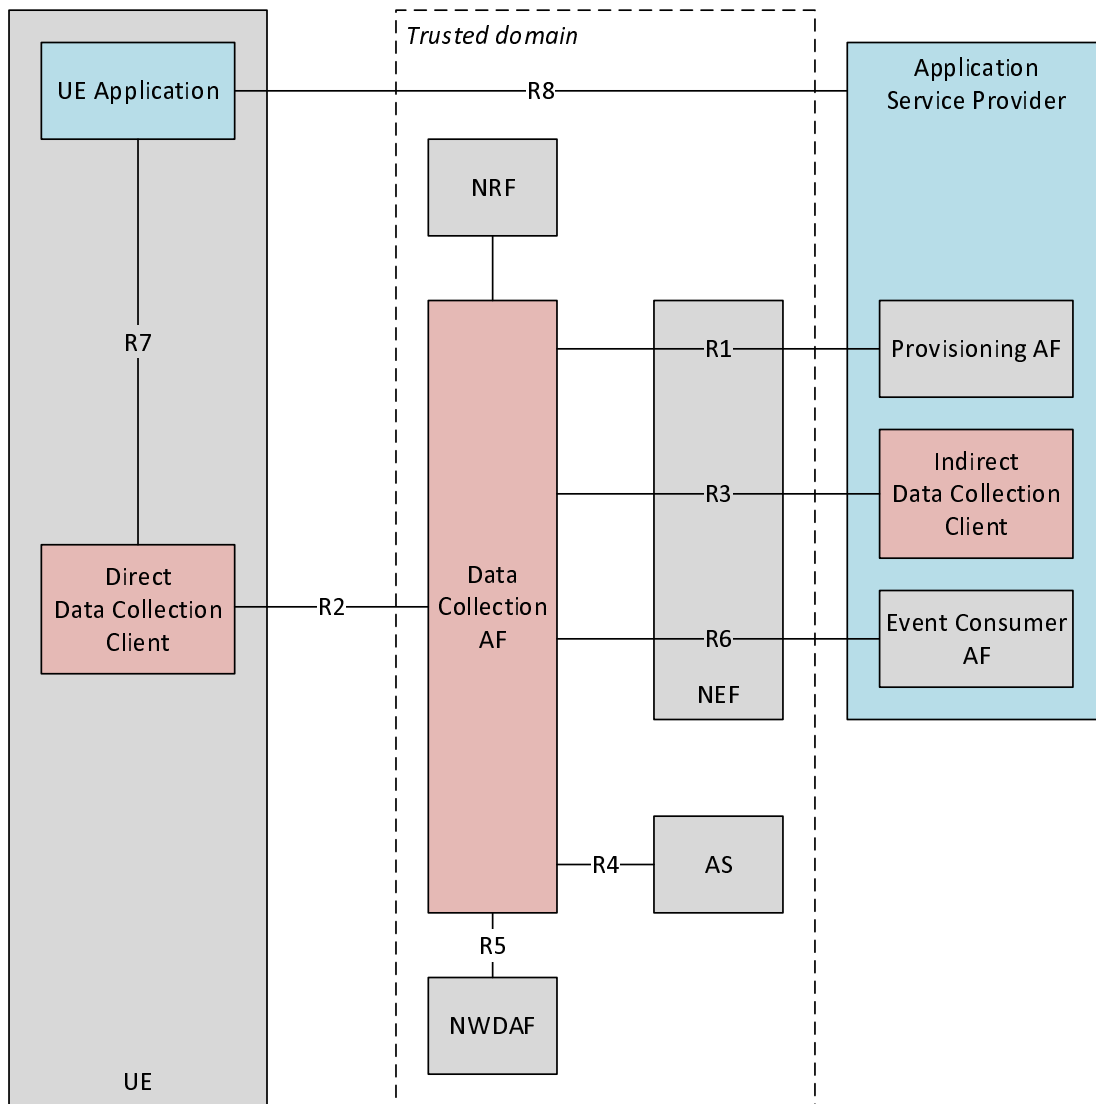 Trusted domain
UE Application
R8
Application
Service Provider
NRF
R7
R1
Provisioning AF
R3
Indirect
Data Collection
Client
Direct
Data Collection
Client
R2
Data
Collection
AF
R6
Event Consumer
AF
NEF
R4
AS
R5
NWDAF
UE